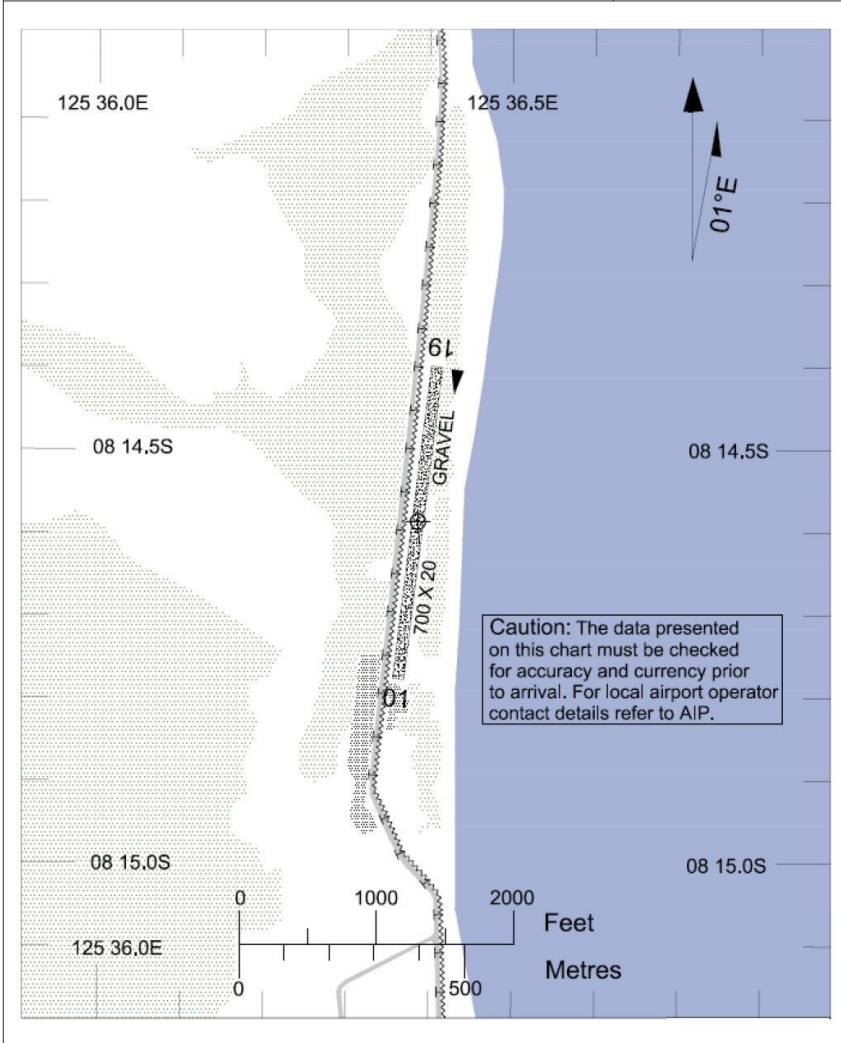 125 36.0E
125 36.5E
01°E
19
GRAVEL
08 14.5S
08 14.5S
700 X 20
Caution: The data presented
on this chart must be checked
for accuracy and currency prior
to arrival. For local airport operator
contact details refer to AIP.
01
08 15.0S
08 15.0S
0 1000 2000
Feet
125 36.0E
Metres
0 500